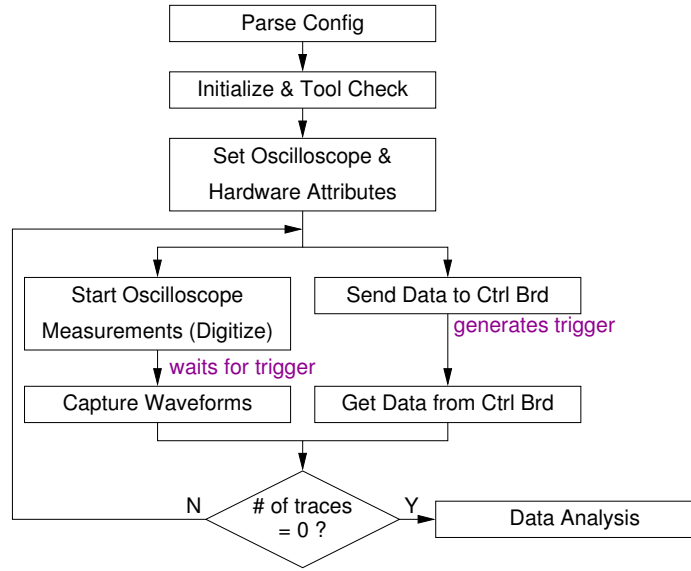 Parse Config
Initialize & Tool Check
Set Oscilloscope &
Hardware Attributes
Start Oscilloscope
Measurements (Digitize)
waits for trigger
Capture Waveforms
Send Data to Ctrl Brd
generates trigger
Get Data from Ctrl Brd
# of traces
= 0 ?
N
Y
Data Analysis